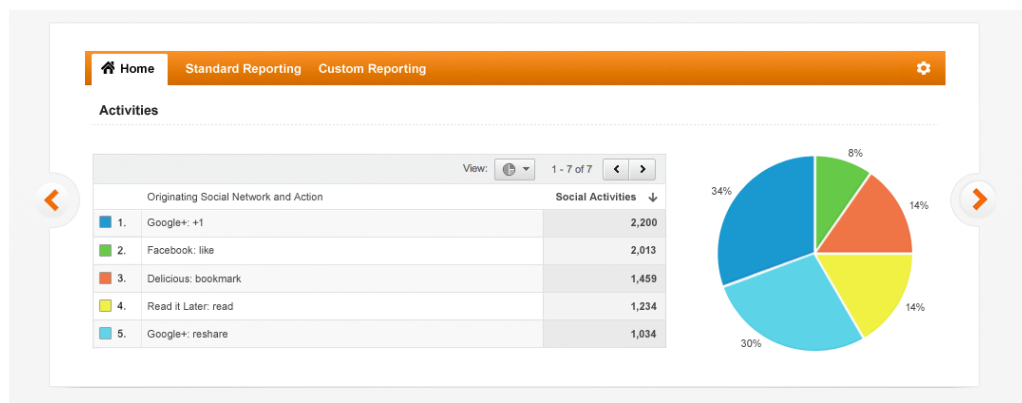 Home Standard Reporting Custom Reporting
Activities
View: 1 - 7 of 7
Originating Social Network and Action Social Activities
1. Google+: +1 2,200
2. Facebook: like 2,013
3. Delicious: bookmark 1,459
4. Read it Later: read 1,234
5. Google+: reshare 1,034
8%
34%
14%
14%
30%